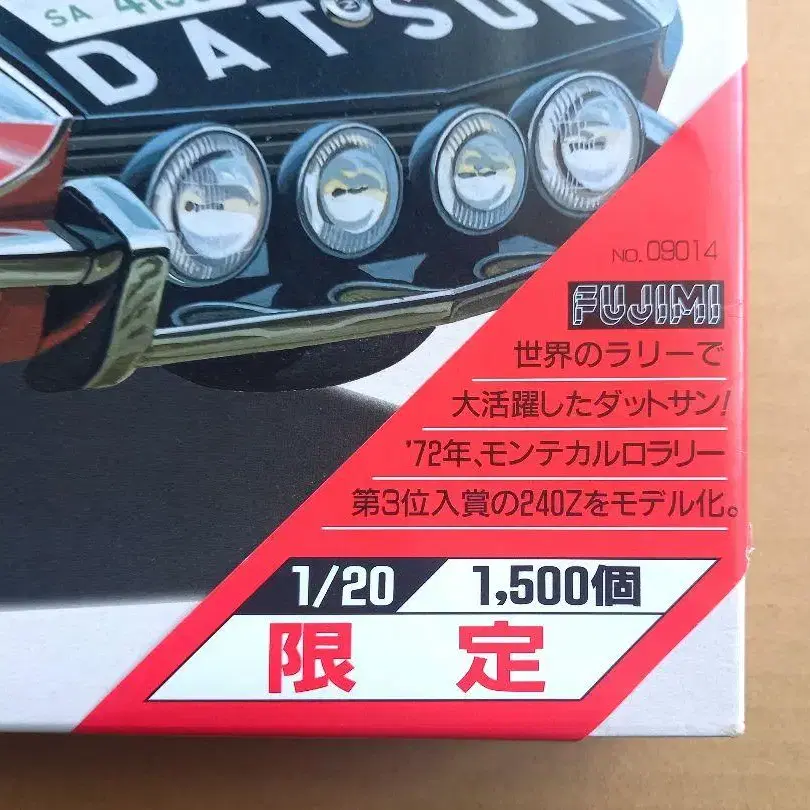 SA
DATSUN
No. 09014
FUJIMI
世界のラリーで
大活躍したダットサン!
'72年、モンテカルロラリー
第3位入賞の240Zをモデル化。
1/20 1,500個
限 定